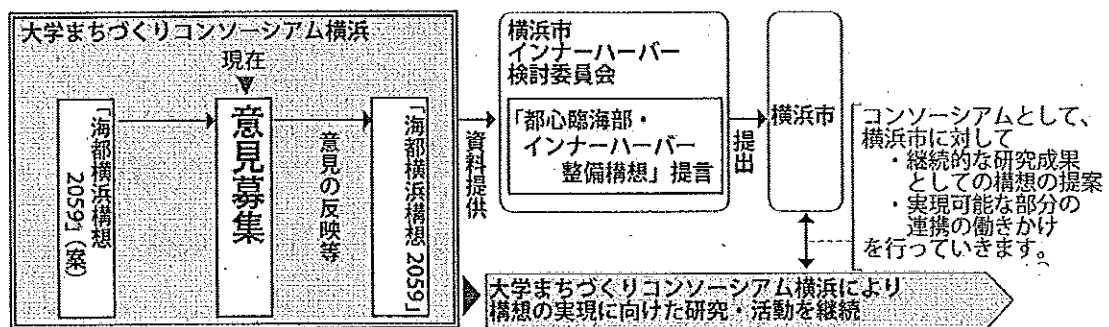 大学まちづくりコンソーシアム横浜
現在
「海都横浜構想
2059」(案)
意見募集
意見の反映等
「海都横浜構想 2059」
資料提供
横浜市
インナーハーバー
検討委員会
「都心臨海部・
インナーハーバー
整備構想」提言
提出
横浜市
コンソーシアムとして、
横浜市に対して
・継続的な研究成果
としての構想の提案
・実現可能な部分の
連携の働きかけ
を行っていきます。
大学まちづくりコンソーシアム横浜により
構想の実現に向けた研究・活動を継続